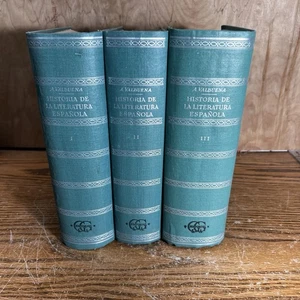 A. VALBUENA
HISTORIA DE
LA LITERATURA
ESPAÑOLA
A. VALBUENA
HISTORIA DE
LA LITERATURA
ESPAÑOLA
II
A. VALBUENA
HISTORIA DE
LA LITERATURA
ESPAÑOLA
III